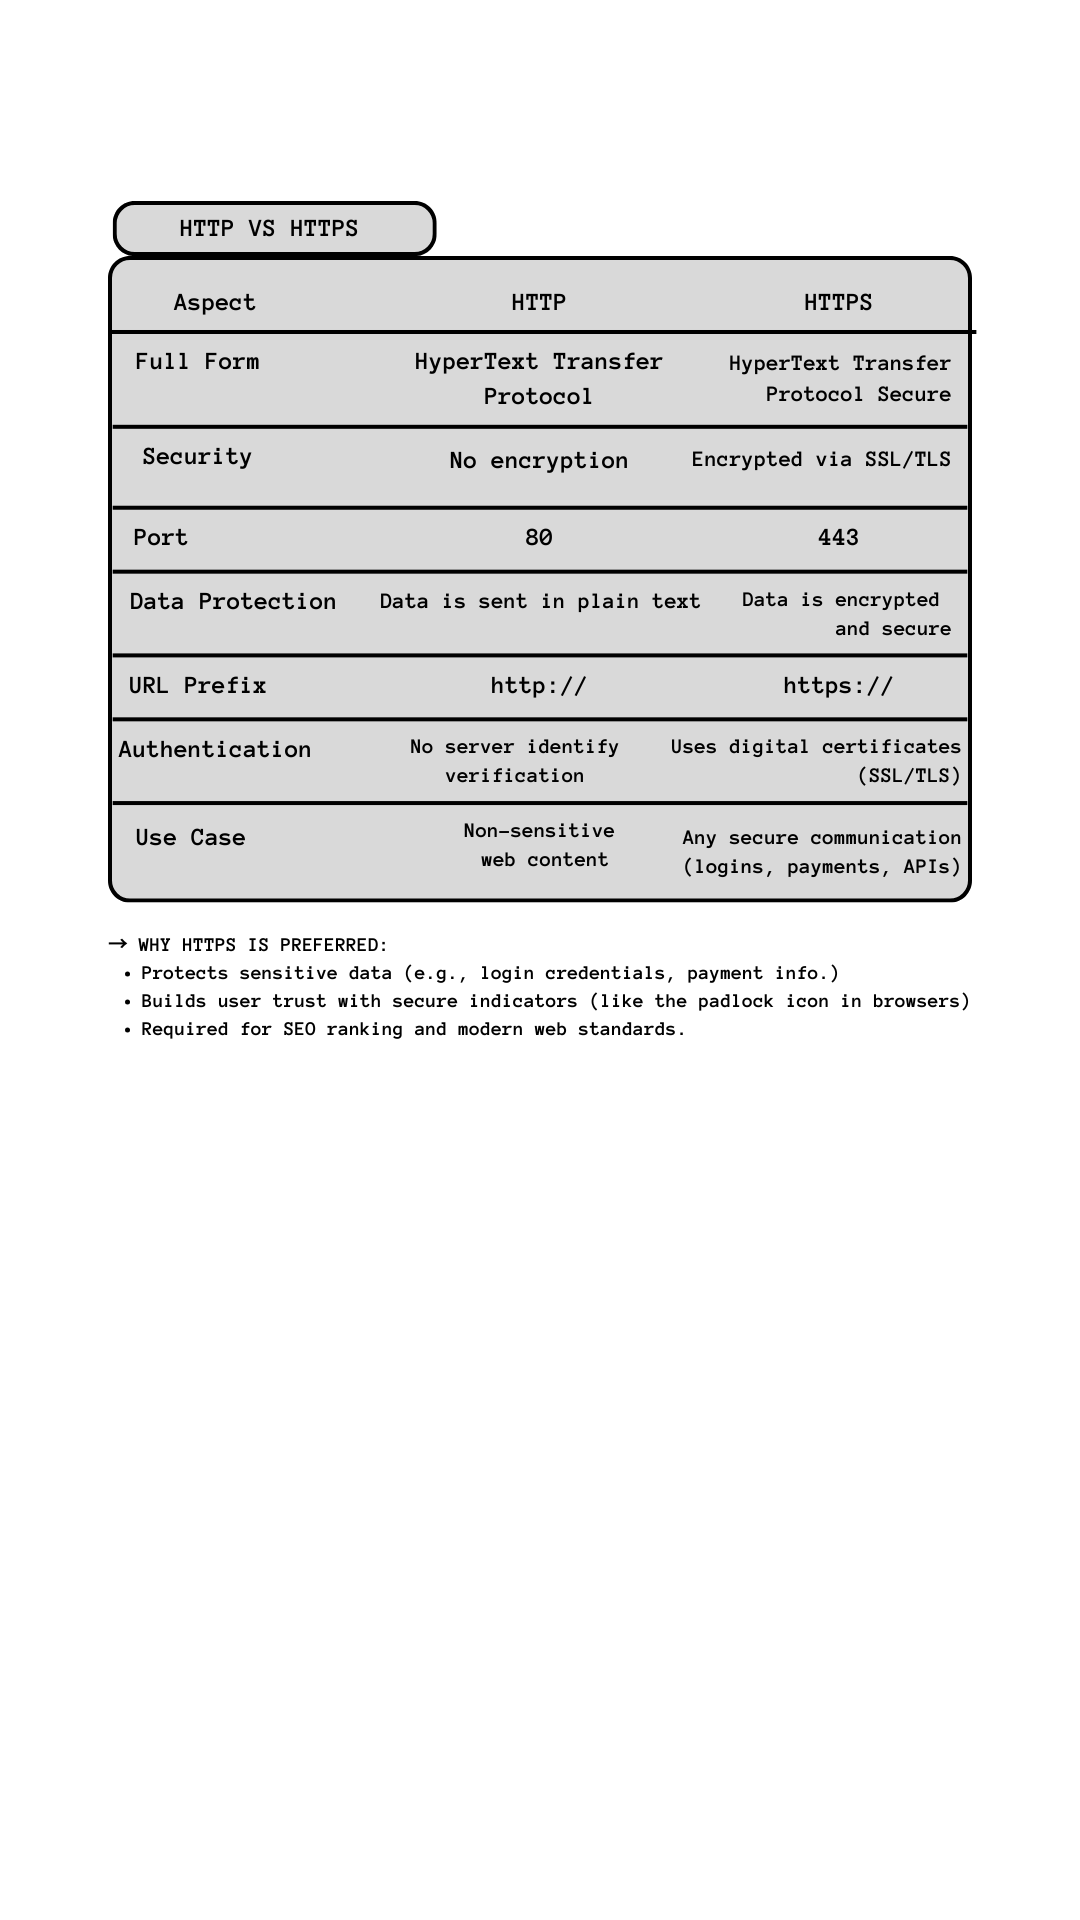 HTTP VS HTTPS
Aspect HTTP HTTPS
Full Form HyperText Transfer Protocol HyperText Transfer Protocol Secure
Security No encryption Encrypted via SSL/TLS
Port 80 443
Data Protection Data is sent in plain text Data is encrypted and secure
URL Prefix http:// https://
Authentication No server identify verification Uses digital certificates (SSL/TLS)
Use Case Non-sensitive web content Any secure communication (logins, payments, APIs)
→ WHY HTTPS IS PREFERRED:
• Protects sensitive data (e.g., login credentials, payment info.)
• Builds user trust with secure indicators (like the padlock icon in browsers)
• Required for SEO ranking and modern web standards.